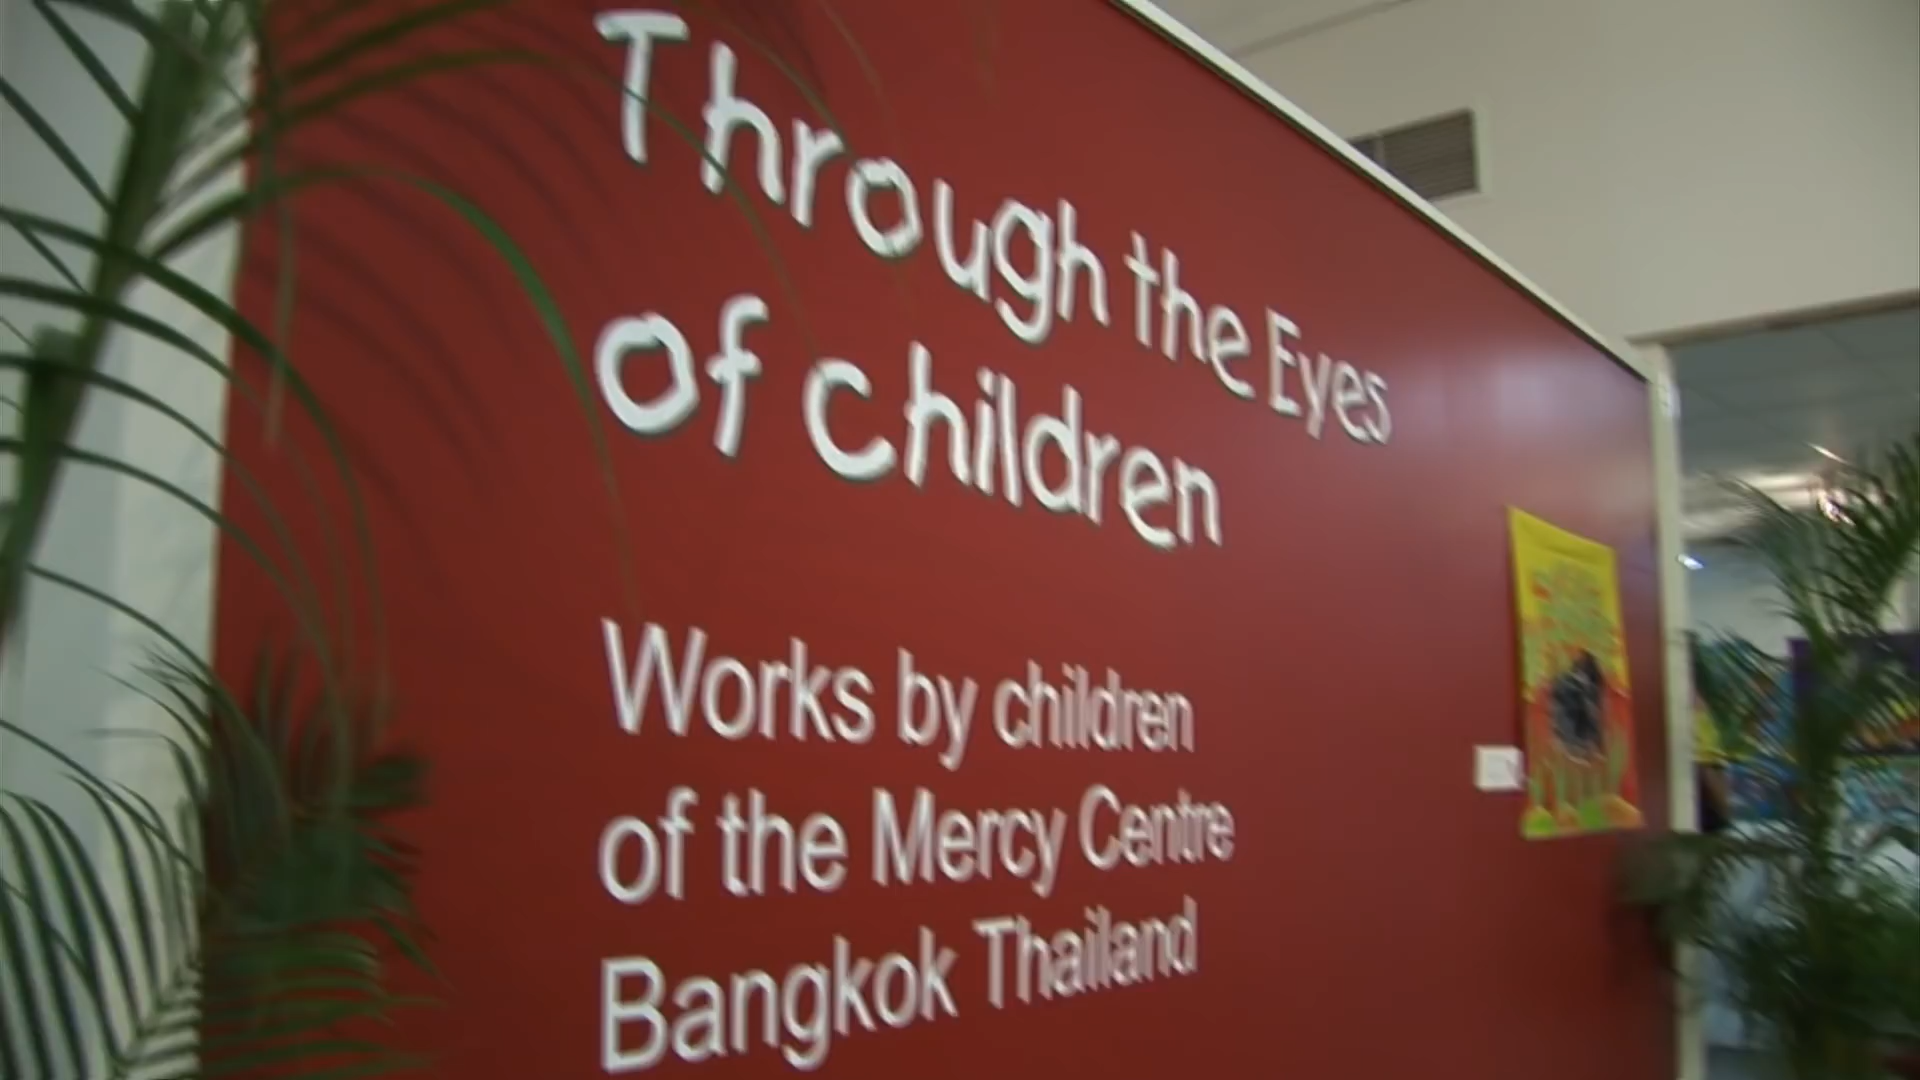 Through the Eyes
of children
Works by children
of the Mercy Centre
Bangkok Thailand